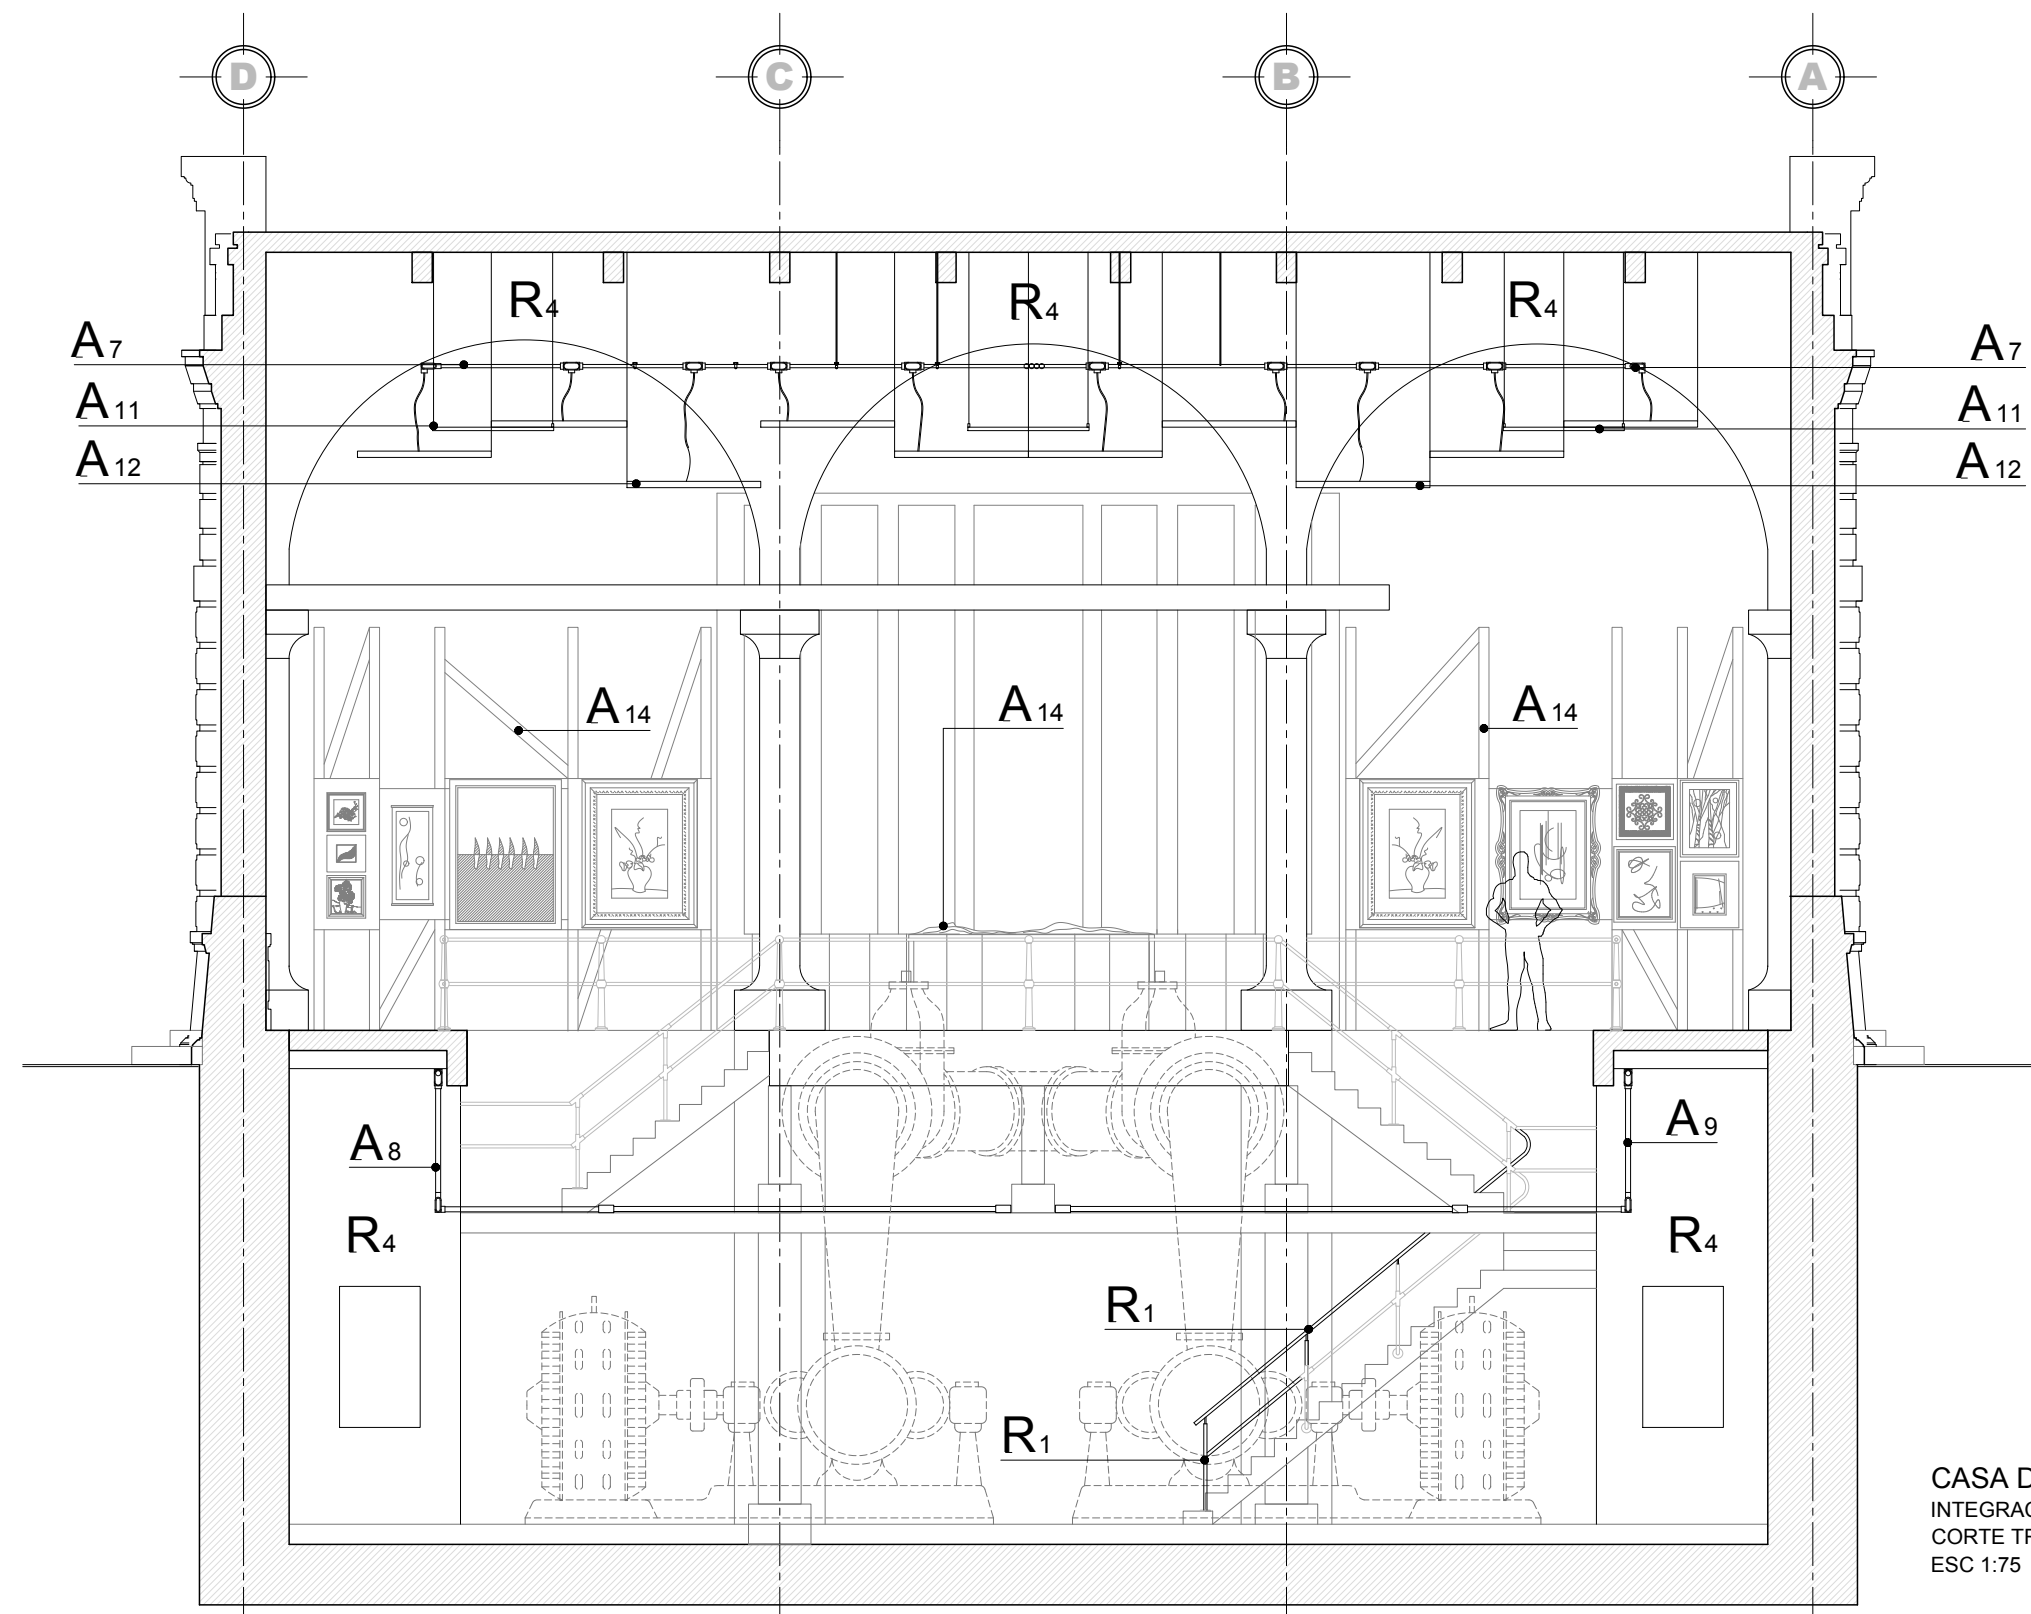 D C B A
R4 R4 R4
A7 A7
A11 A11
A12 A12
A14 A14 A14
A8 A9
R4 R4
R1
R1
CASA D
INTEGRAC
CORTE TR
ESC 1:75